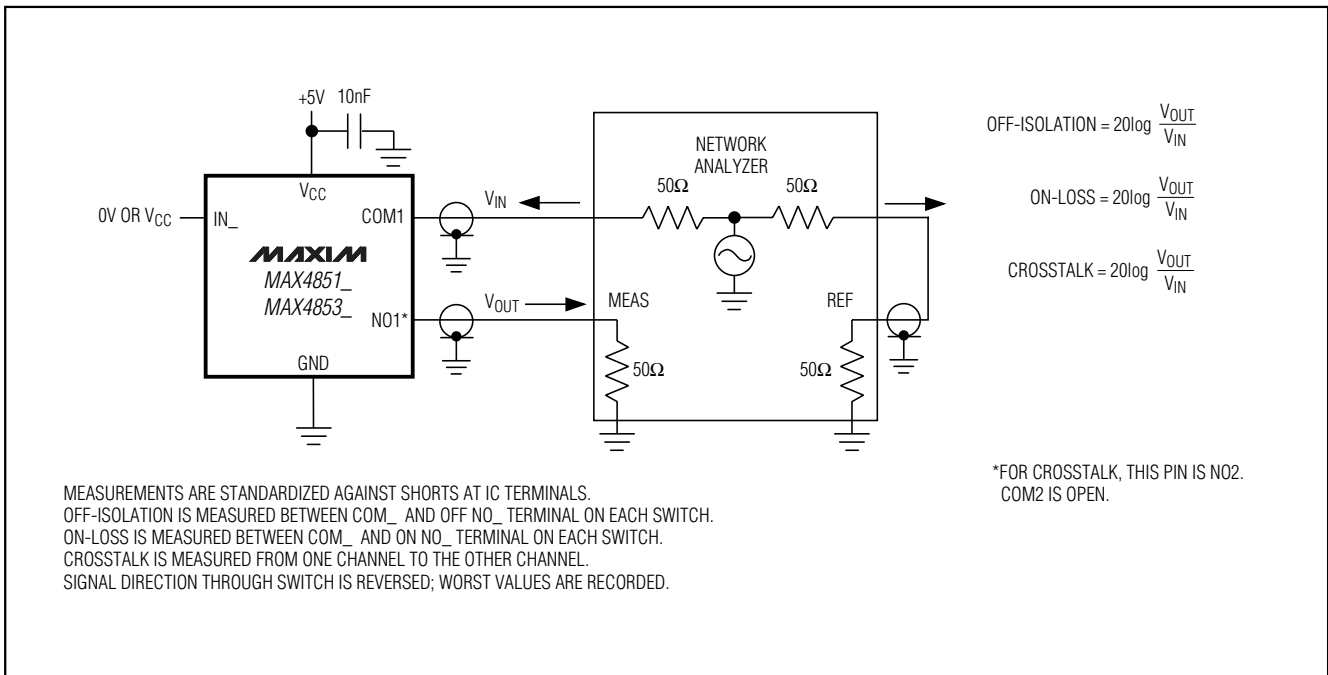 +5V 10nF
VCC
0V OR VCC
IN_
COM1
MAXIM
MAX4851_
MAX4853_
NO1*
GND
VIN
VOUT
NETWORK
ANALYZER
50Ω 50Ω
MEAS REF
50Ω 50Ω
OFF-ISOLATION = 20log VOUT
VIN
ON-LOSS = 20log VOUT
VIN
CROSSTALK = 20log VOUT
VIN
*FOR CROSSTALK, THIS PIN IS NO2.
COM2 IS OPEN.
MEASUREMENTS ARE STANDARDIZED AGAINST SHORTS AT IC TERMINALS.
OFF-ISOLATION IS MEASURED BETWEEN COM_ AND OFF NO_ TERMINAL ON EACH SWITCH.
ON-LOSS IS MEASURED BETWEEN COM_ AND ON NO_ TERMINAL ON EACH SWITCH.
CROSSTALK IS MEASURED FROM ONE CHANNEL TO THE OTHER CHANNEL.
SIGNAL DIRECTION THROUGH SWITCH IS REVERSED; WORST VALUES ARE RECORDED.